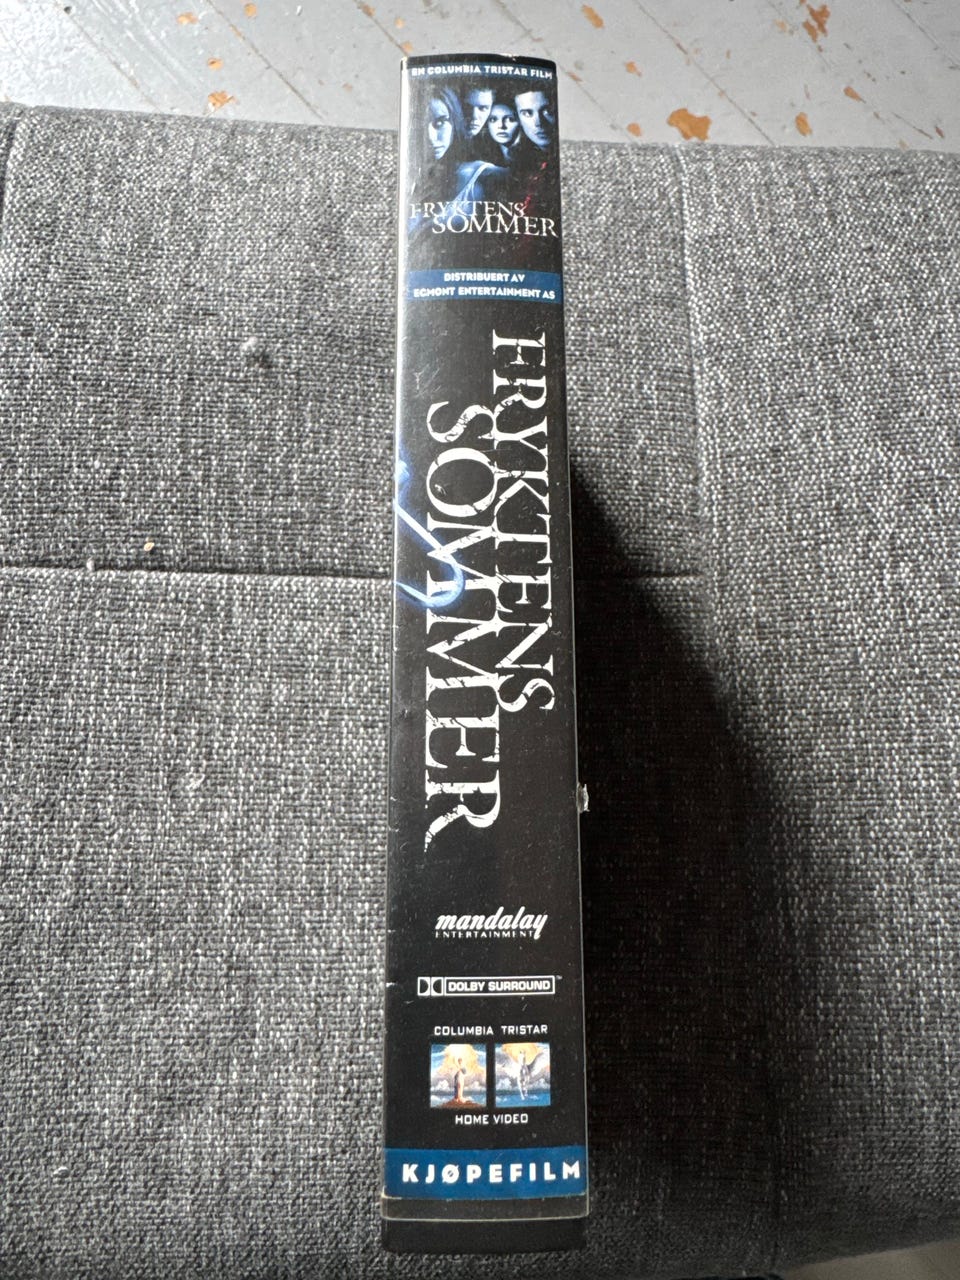 EN COLUMBIA TRISTAR FILM
FRYKTENS
SOMMER
DISTRIBUERT AV
EGMONT ENTERTAINMENT AS
FRYKTENS
SOMMER
mandalay
ENTERTAINMENT
DOLBY SURROUND™
COLUMBIA TRISTAR
HOME VIDEO
KJØPEFILM